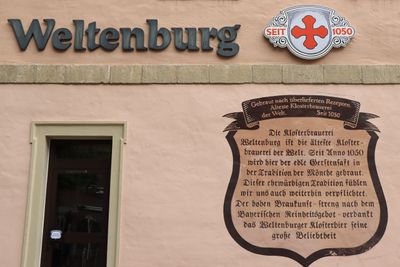 Weltenburg
SEIT 1050
Gebraut nach überlieferten Rezepten
Älteste Klosterbrauerei
der Welt. Seit 1050
Die Klosterbrauerei
Weltenburg ist die älteste Kloster-
brauerei der Welt. Seit Anno 1050
wird hier der edle Gerstensaft in
der Tradition der Mönche gebraut.
Dieser ehrwürdigen Tradition fühlen
wir uns auch weiterhin verpflichtet.
Der hohen Braukunst - streng nach dem
Bayerischen Reinheitsgebot - verdankt
das Weltenburger Klosterbier seine
große Beliebtheit